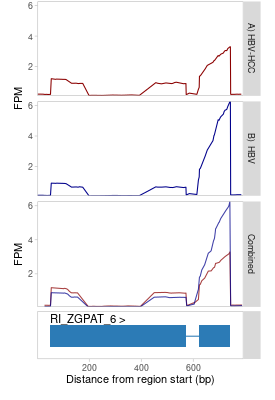 6
4
2
FPM
A) HBV-HCC
6
4
2
B) HBV
6
4
2
FPM
Combined
RI_ZGPAT_6 >
200 400 600
Distance from region start (bp)